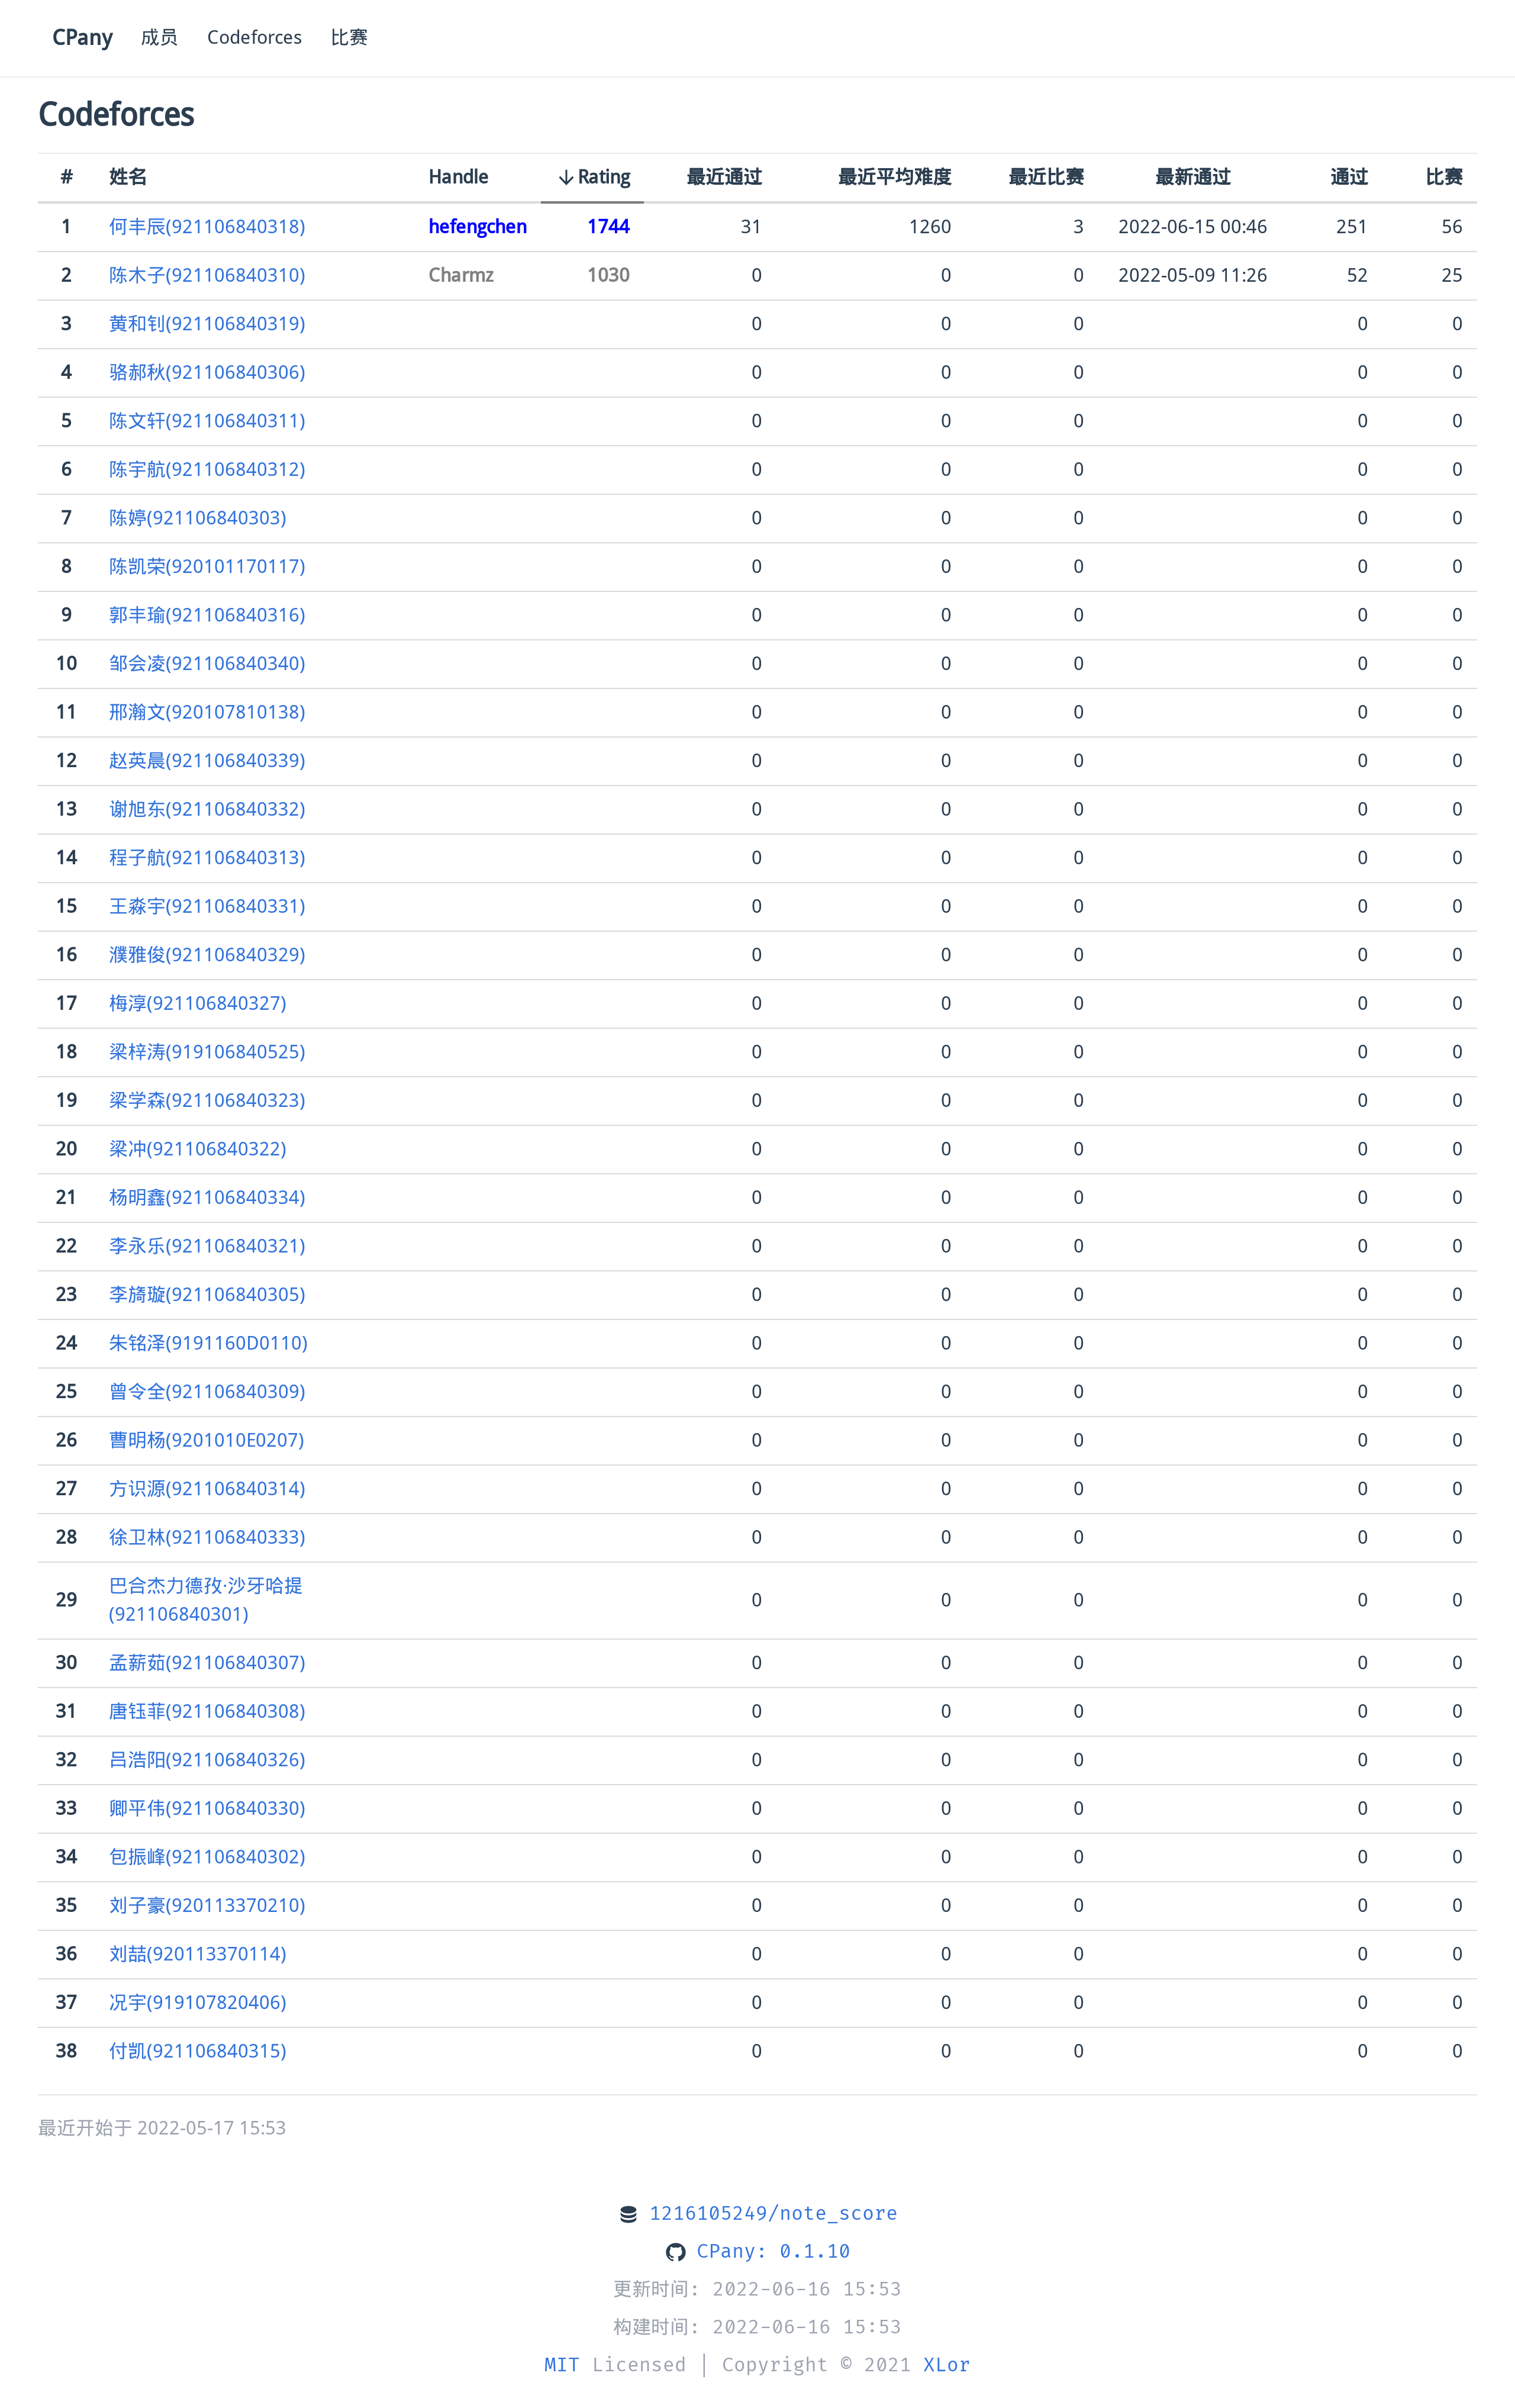 CPany 成员 Codeforces 比赛
Codeforces
# 姓名 Handle ↓ Rating 最近通过 最近平均难度 最近比赛 最新通过 通过 比赛
1 何丰辰(921106840318) hefengchen 1744 31 1260 3 2022-06-15 00:46 251 56
2 陈木子(921106840310) Charmz 1030 0 0 0 2022-05-09 11:26 52 25
3 黄和钊(921106840319) 0 0 0 0 0
4 骆郝秋(921106840306) 0 0 0 0 0
5 陈文轩(921106840311) 0 0 0 0 0
6 陈宇航(921106840312) 0 0 0 0 0
7 陈婷(921106840303) 0 0 0 0 0
8 陈凯荣(920101170117) 0 0 0 0 0
9 郭丰瑜(921106840316) 0 0 0 0 0
10 邹会凌(921106840340) 0 0 0 0 0
11 邢瀚文(920107810138) 0 0 0 0 0
12 赵英晨(921106840339) 0 0 0 0 0
13 谢旭东(921106840332) 0 0 0 0 0
14 程子航(921106840313) 0 0 0 0 0
15 王淼宇(921106840331) 0 0 0 0 0
16 濮雅俊(921106840329) 0 0 0 0 0
17 梅淳(921106840327) 0 0 0 0 0
18 梁梓涛(919106840525) 0 0 0 0 0
19 梁学森(921106840323) 0 0 0 0 0
20 梁冲(921106840322) 0 0 0 0 0
21 杨明鑫(921106840334) 0 0 0 0 0
22 李永乐(921106840321) 0 0 0 0 0
23 李旖璇(921106840305) 0 0 0 0 0
24 朱铭泽(9191160D0110) 0 0 0 0 0
25 曾令全(921106840309) 0 0 0 0 0
26 曹明杨(9201010E0207) 0 0 0 0 0
27 方识源(921106840314) 0 0 0 0 0
28 徐卫林(921106840333) 0 0 0 0 0
29 巴合杰力德孜·沙牙哈提 0 0 0 0 0
(921106840301)
30 孟薪茹(921106840307) 0 0 0 0 0
31 唐钰菲(921106840308) 0 0 0 0 0
32 吕浩阳(921106840326) 0 0 0 0 0
33 卿平伟(921106840330) 0 0 0 0 0
34 包振峰(921106840302) 0 0 0 0 0
35 刘子豪(920113370210) 0 0 0 0 0
36 刘喆(920113370114) 0 0 0 0 0
37 况宇(919107820406) 0 0 0 0 0
38 付凯(921106840315) 0 0 0 0 0
最近开始于 2022-05-17 15:53
1216105249/note_score
CPany: 0.1.10
更新时间: 2022-06-16 15:53
构建时间: 2022-06-16 15:53
MIT Licensed | Copyright © 2021 XLor